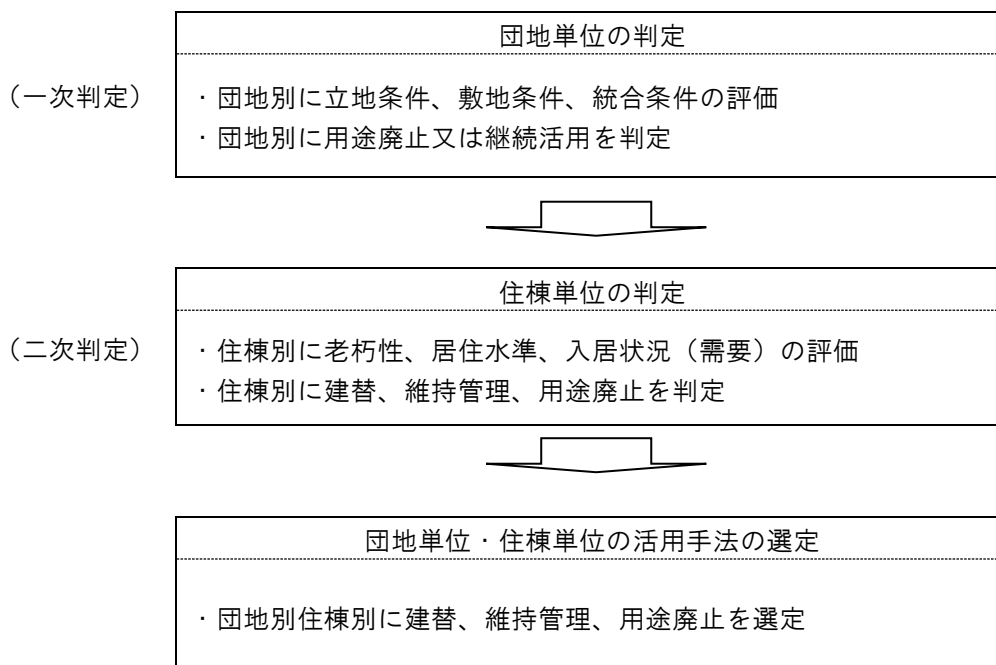 団地単位の判定
（一次判定）
・団地別に立地条件、敷地条件、統合条件の評価
・団地別に用途廃止又は継続活用を判定
住棟単位の判定
（二次判定）
・住棟別に老朽性、居住水準、入居状況（需要）の評価
・住棟別に建替、維持管理、用途廃止を判定
団地単位・住棟単位の活用手法の選定
・団地別住棟別に建替、維持管理、用途廃止を選定